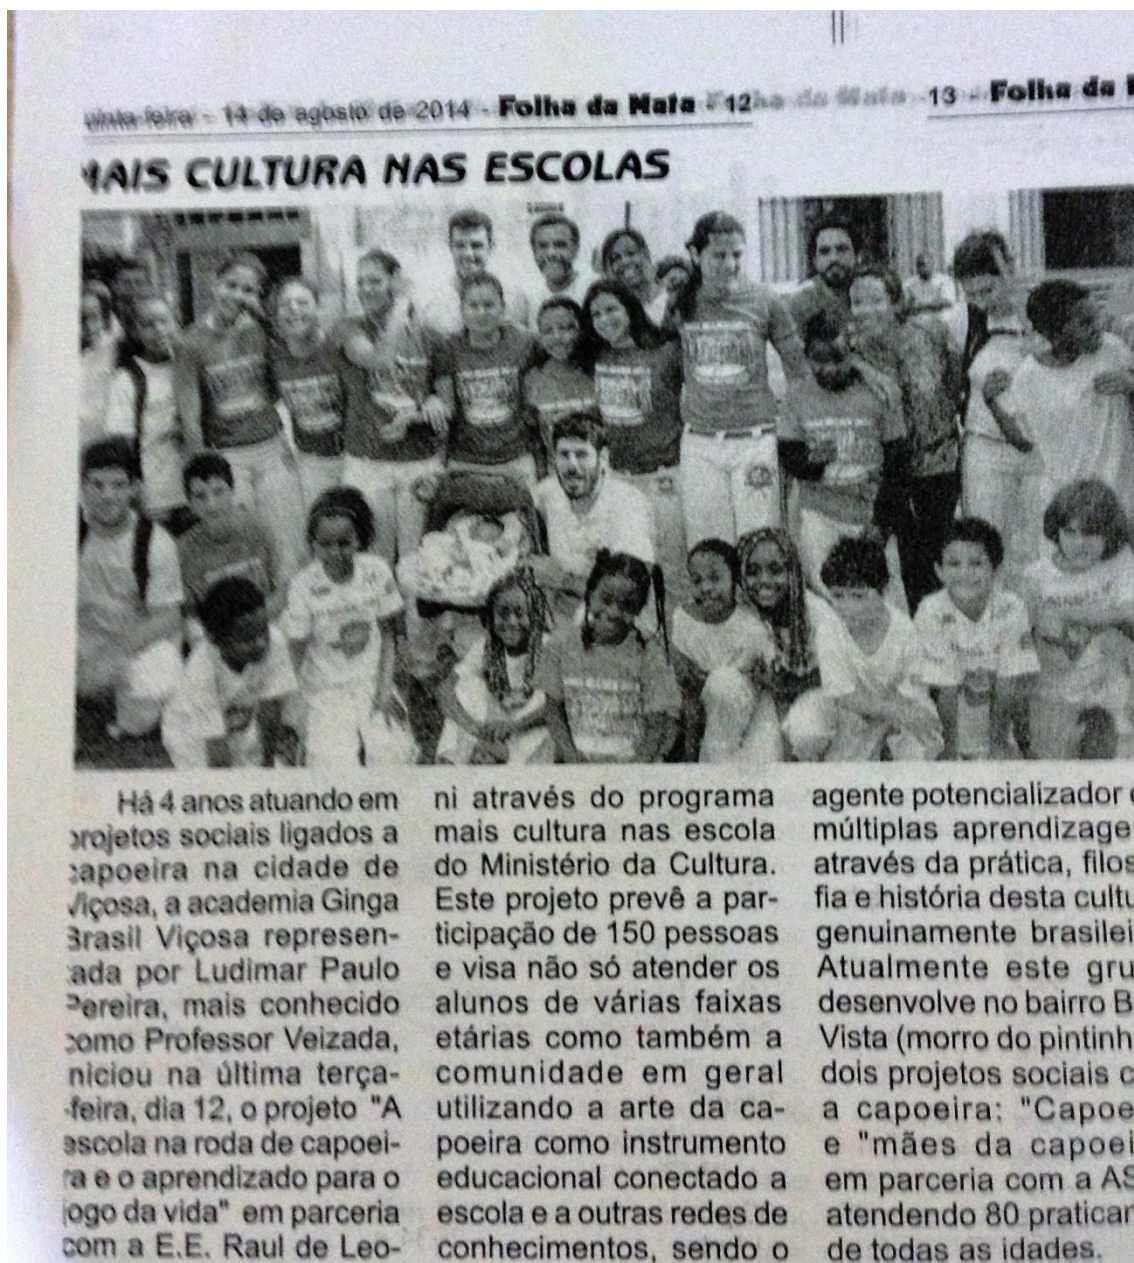 uinta-feira - 14 de agosto de 2014 - Folha da Mata - 12
13 - Folha da
MAIS CULTURA NAS ESCOLAS
Há 4 anos atuando em
projetos sociais ligados a
capoeira na cidade de
Viçosa, a academia Ginga
Brasil Viçosa represen-
ada por Ludimar Paulo
Pereira, mais conhecido
como Professor Veizada,
niciou na última terça-
-feira, dia 12, o projeto "A
escola na roda de capoei-
ra e o aprendizado para o
jogo da vida" em parceria
com a E.E. Raul de Leo-
ni através do programa
mais cultura nas escola
do Ministério da Cultura.
Este projeto prevê a par-
ticipação de 150 pessoas
e visa não só atender os
alunos de várias faixas
etárias como também a
comunidade em geral
utilizando a arte da ca-
poeira como instrumento
educacional conectado a
escola e a outras redes de
conhecimentos, sendo o
agente potencializador
múltiplas aprendizage
através da prática, filos
fia e história desta cultu
genuinamente brasilei
Atualmente este gru
desenvolve no bairro B
Vista (morro do pintinh
dois projetos sociais c
a capoeira: "Capoe
e "mães da capoei
em parceria com a AS
atendendo 80 pratican
de todas as idades.